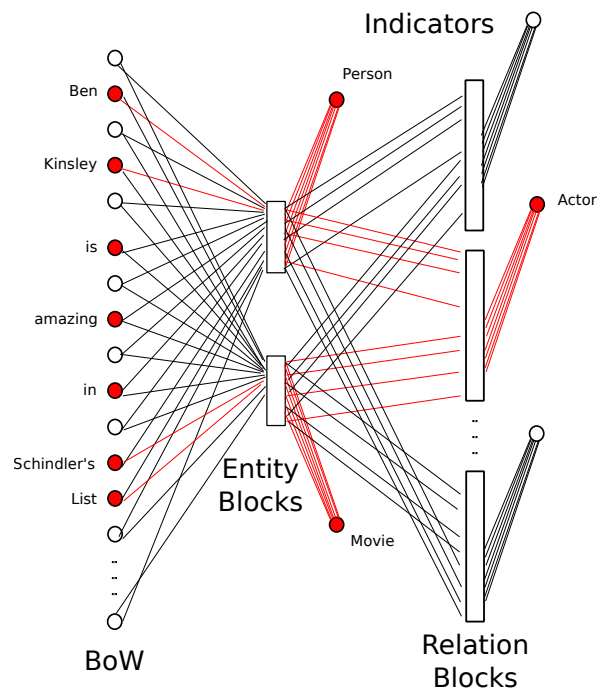 Indicators
Person
Ben
Kinsley
Actor
is
amazing
in
Schindler's
List
Entity
Blocks
Movie
BoW
Relation
Blocks